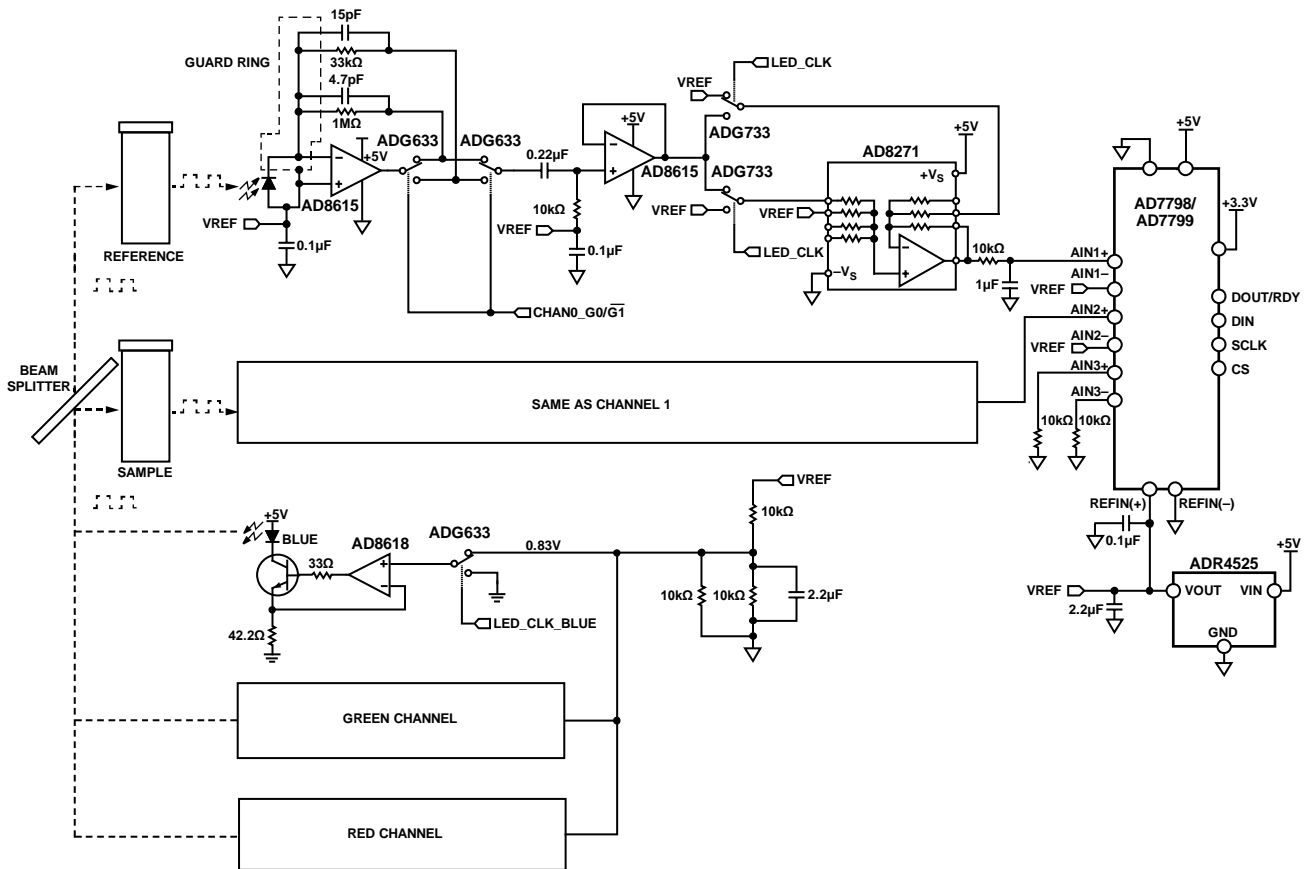 15pF
33kΩ
GUARD RING
4.7pF
1MΩ
ADG633
ADG633
+5V
AD8615
VREF
0.1µF
REFERENCE
CHAN0_G0/G1
0.22µF
10kΩ
VREF
0.1µF
+5V
AD8615
VREF
LED_CLK
ADG733
ADG733
VREF
LED_CLK
AD8271
+5V
+VS
VREF
–VS
10kΩ
1µF
+5V
AD7798/
AD7799
+3.3V
AIN1+
AIN1–
VREF
AIN2+
AIN2–
VREF
AIN3+
AIN3–
10kΩ
10kΩ
DOUT/RDY
DIN
SCLK
CS
REFIN(+)
REFIN(–)
0.1µF
+5V
ADR4525
VREF
VOUT
VIN
2.2µF
GND
BEAM
SPLITTER
SAMPLE
SAME AS CHANNEL 1
+5V
BLUE
33Ω
AD8618
+
–
42.2Ω
ADG633
0.83V
LED_CLK_BLUE
VREF
10kΩ
10kΩ
10kΩ
2.2µF
GREEN CHANNEL
RED CHANNEL